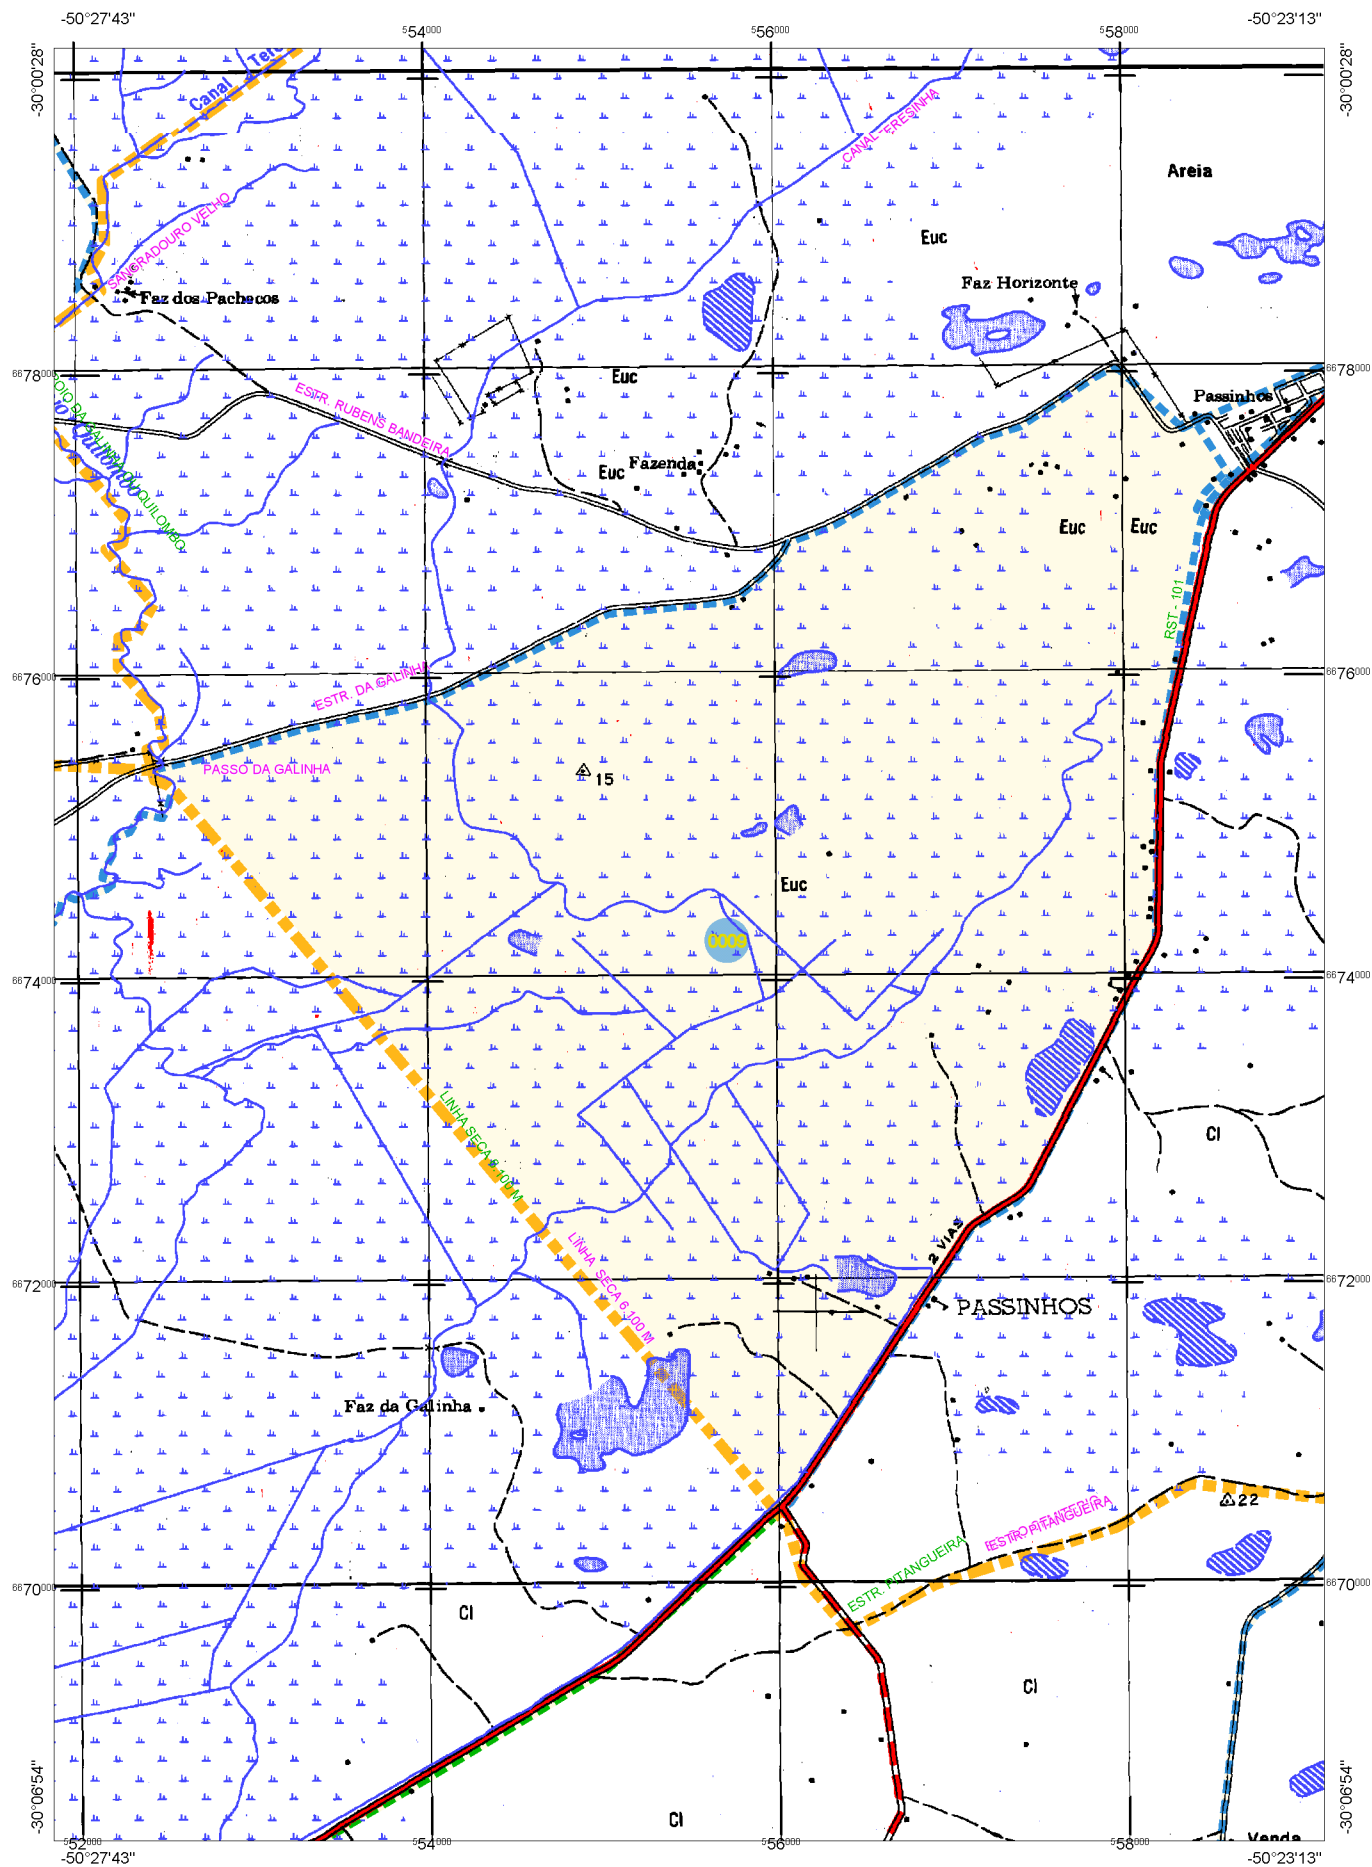 -50°27'43"
-50°23'13"
554000
556000
558000
-30°00'28"
-30°00'28"
Canal Tere
CANAL TERESINHA
Areia
SANGRADOURO VELHO
Euc
Faz dos Pachecos
Faz Horizonte
6678000
6678000
Euc
ESTR. RUBENS BANDEIRA
Passinhos
Quilombo
Euc
Fazenda
Euc
Euc
RST - 101
6676000
6676000
ESTR. DA GALINHA
PASSO DA GALINHA
15
Euc
0009
6674000
6674000
LINHA SECA 6.100 M
Cl
LINHA SECA 6.100 M
2 VIAS
6672000
6672000
PASSINHOS
Faz da Galinha
22
ESTR. PITANGUEIRA
ESTR. PITANGUEIRA
6670000
6670000
Cl
Cl
-30°06'54"
-30°06'54"
Cl
Venda
552000
554000
556000
558000
-50°27'43"
-50°23'13"